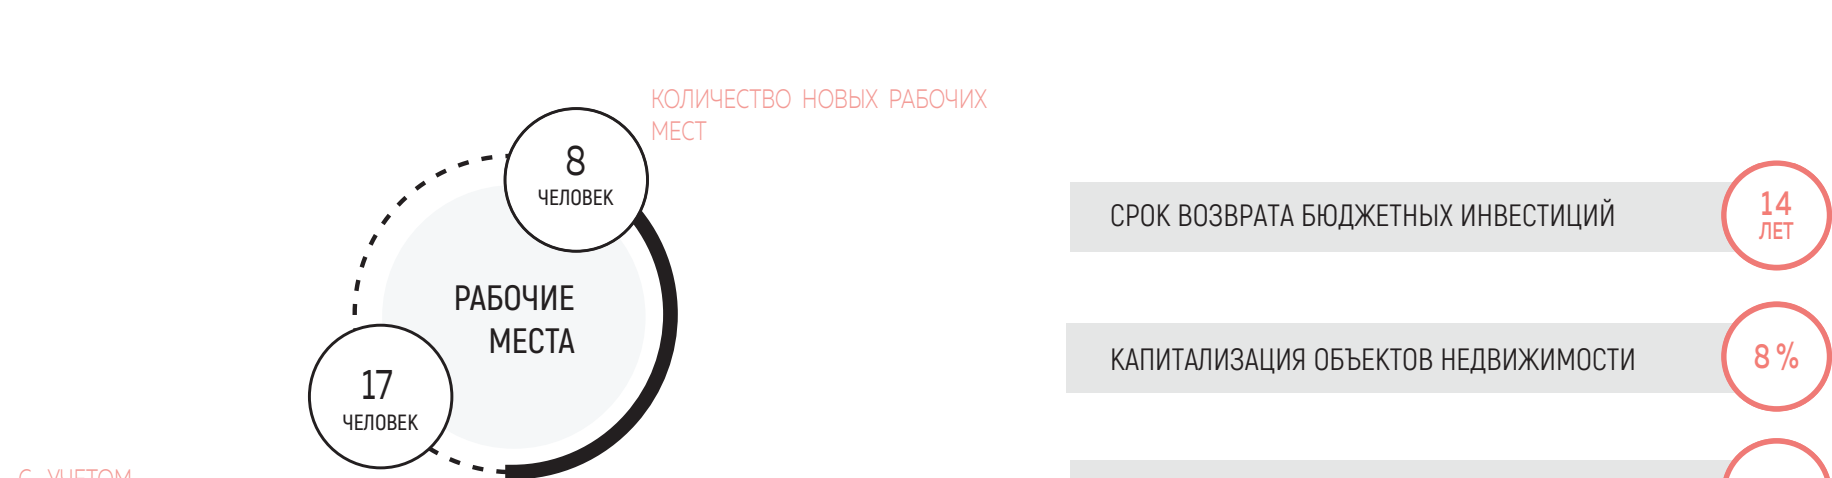 КОЛИЧЕСТВО НОВЫХ РАБОЧИХ
МЕСТ
8
ЧЕЛОВЕК
РАБОЧИЕ
МЕСТА
17
ЧЕЛОВЕК
С УЧЕТОМ
СРОК ВОЗВРАТА БЮДЖЕТНЫХ ИНВЕСТИЦИЙ
14
ЛЕТ
КАПИТАЛИЗАЦИЯ ОБЪЕКТОВ НЕДВИЖИМОСТИ
8 %